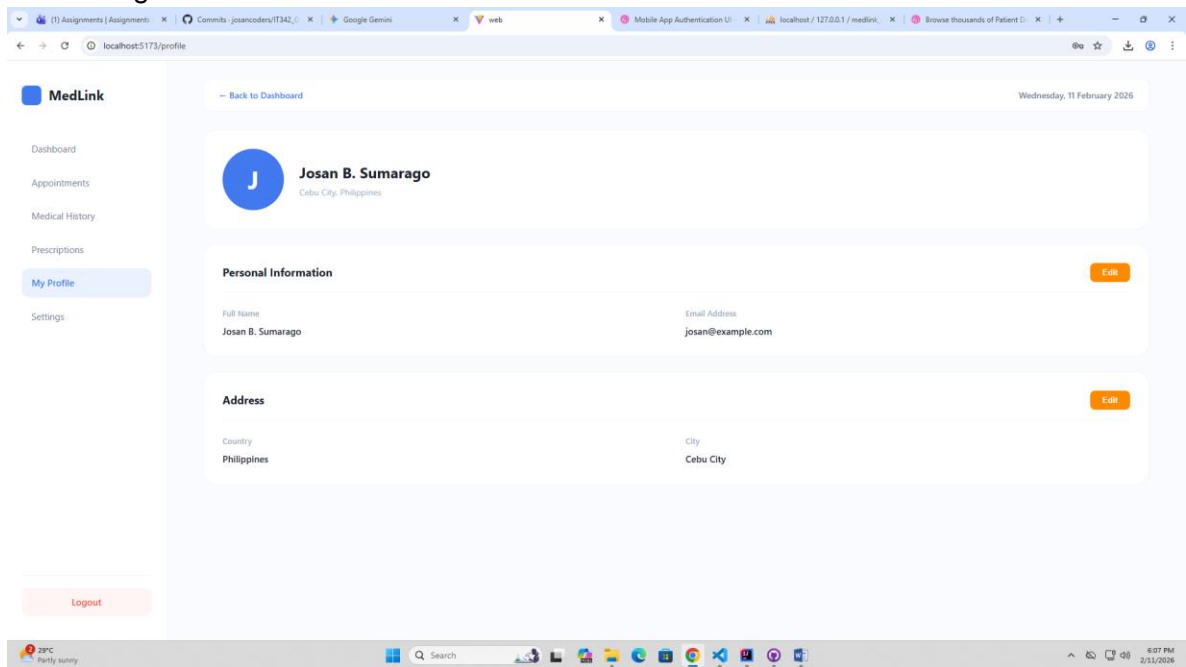 (1) Assignments | Assignments
Commits · josancoders/IT342_
Google Gemini
web
Mobile App Authentication UI
localhost / 127.0.0.1 / medlink_
Browse thousands of Patient D
localhost:5173/profile
MedLink
Dashboard
Appointments
Medical History
Prescriptions
My Profile
Settings
Logout
← Back to Dashboard
Wednesday, 11 February 2026
J
Josan B. Sumarago
Cebu City, Philippines
Personal Information
Edit
Full Name
Email Address
Josan B. Sumarago
josan@example.com
Address
Edit
Country
City
Philippines
Cebu City
2
29°C
Partly sunny
Search
6:07 PM
2/11/2026